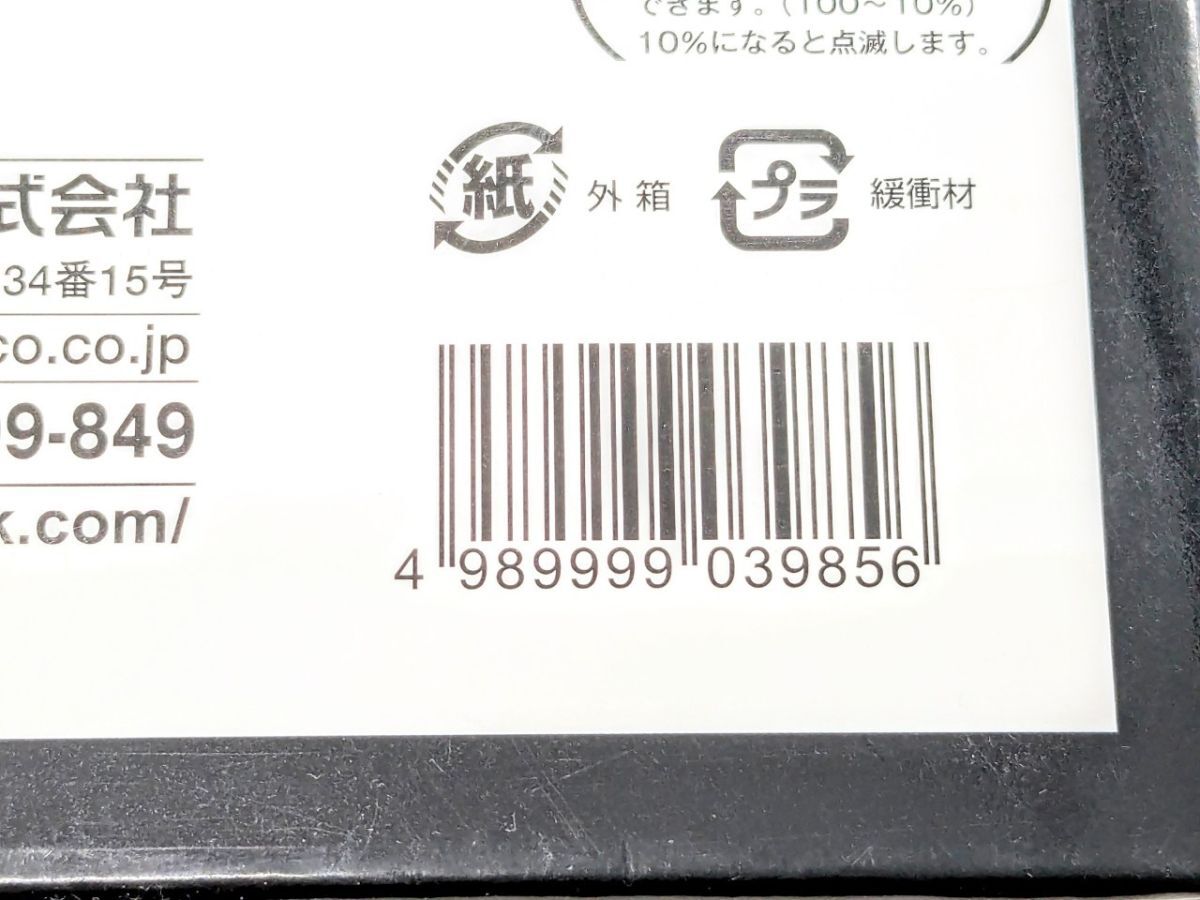 できます。(100～10%)
10%になると点滅します。
紙 外箱 プラ 緩衝材
式会社
34番15号
co.co.jp
9-849
k.com/
4 989999 039856